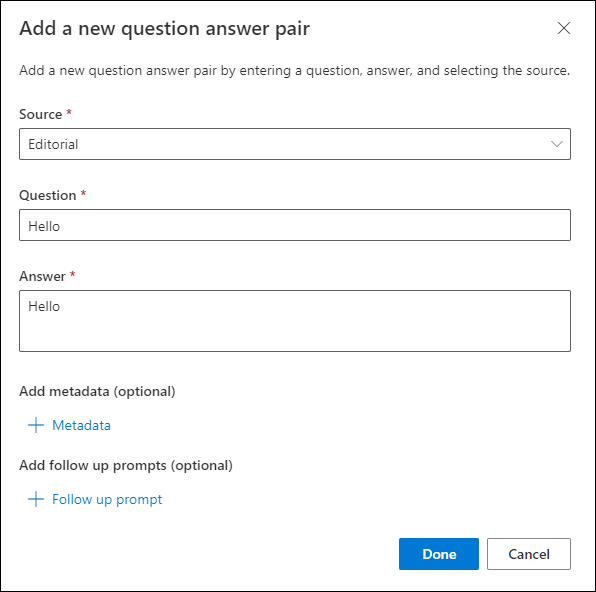 Add a new question answer pair
Add a new question answer pair by entering a question, answer, and selecting the source.
Source *
Editorial
Question *
Hello
Answer *
Hello
Add metadata (optional)
Metadata
Add follow up prompts (optional)
Follow up prompt
Done
Cancel